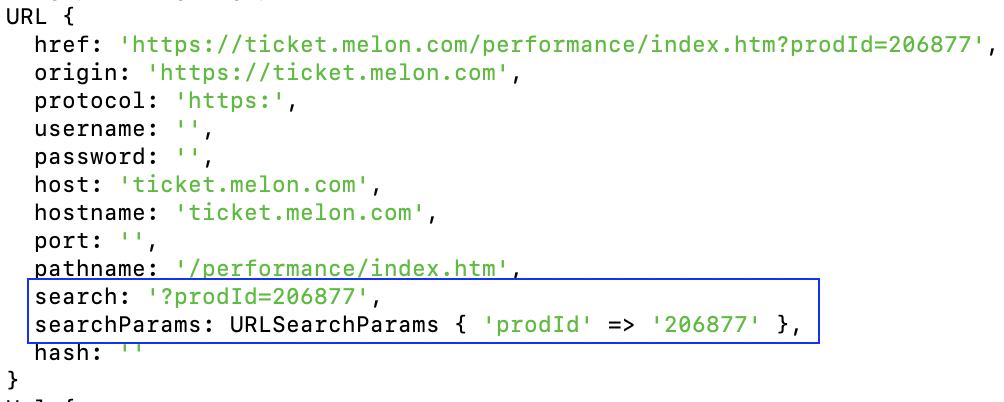 URL {
  href: 'https://ticket.melon.com/performance/index.htm?prodId=206877',
  origin: 'https://ticket.melon.com',
  protocol: 'https:',
  username: '',
  password: '',
  host: 'ticket.melon.com',
  hostname: 'ticket.melon.com',
  port: '',
  pathname: '/performance/index.htm',
  search: '?prodId=206877',
  searchParams: URLSearchParams { 'prodId' => '206877' },
  hash: ''
}